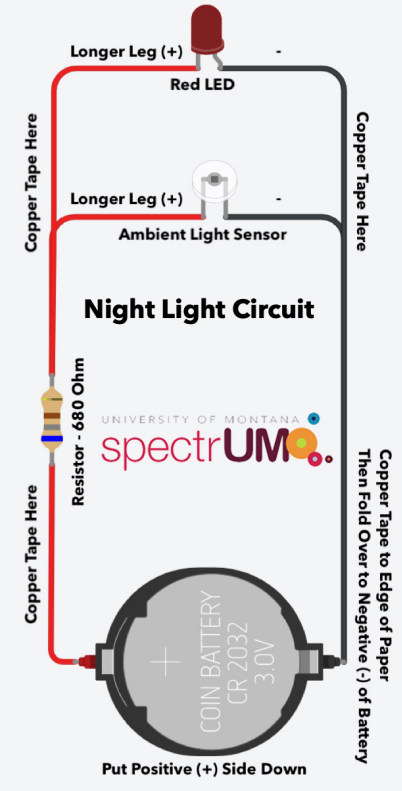 Longer Leg (+)
-
Red LED
Copper Tape Here
Copper Tape Here
Longer Leg (+)
-
Ambient Light Sensor
Night Light Circuit
Resistor - 680 Ohm
UNIVERSITY OF MONTANA
spectrUM
Copper Tape Here
Copper Tape to Edge of Paper
Then Fold Over to Negative (-) of Battery
+
COIN BATTERY
CR 2032
3.0V
Put Positive (+) Side Down